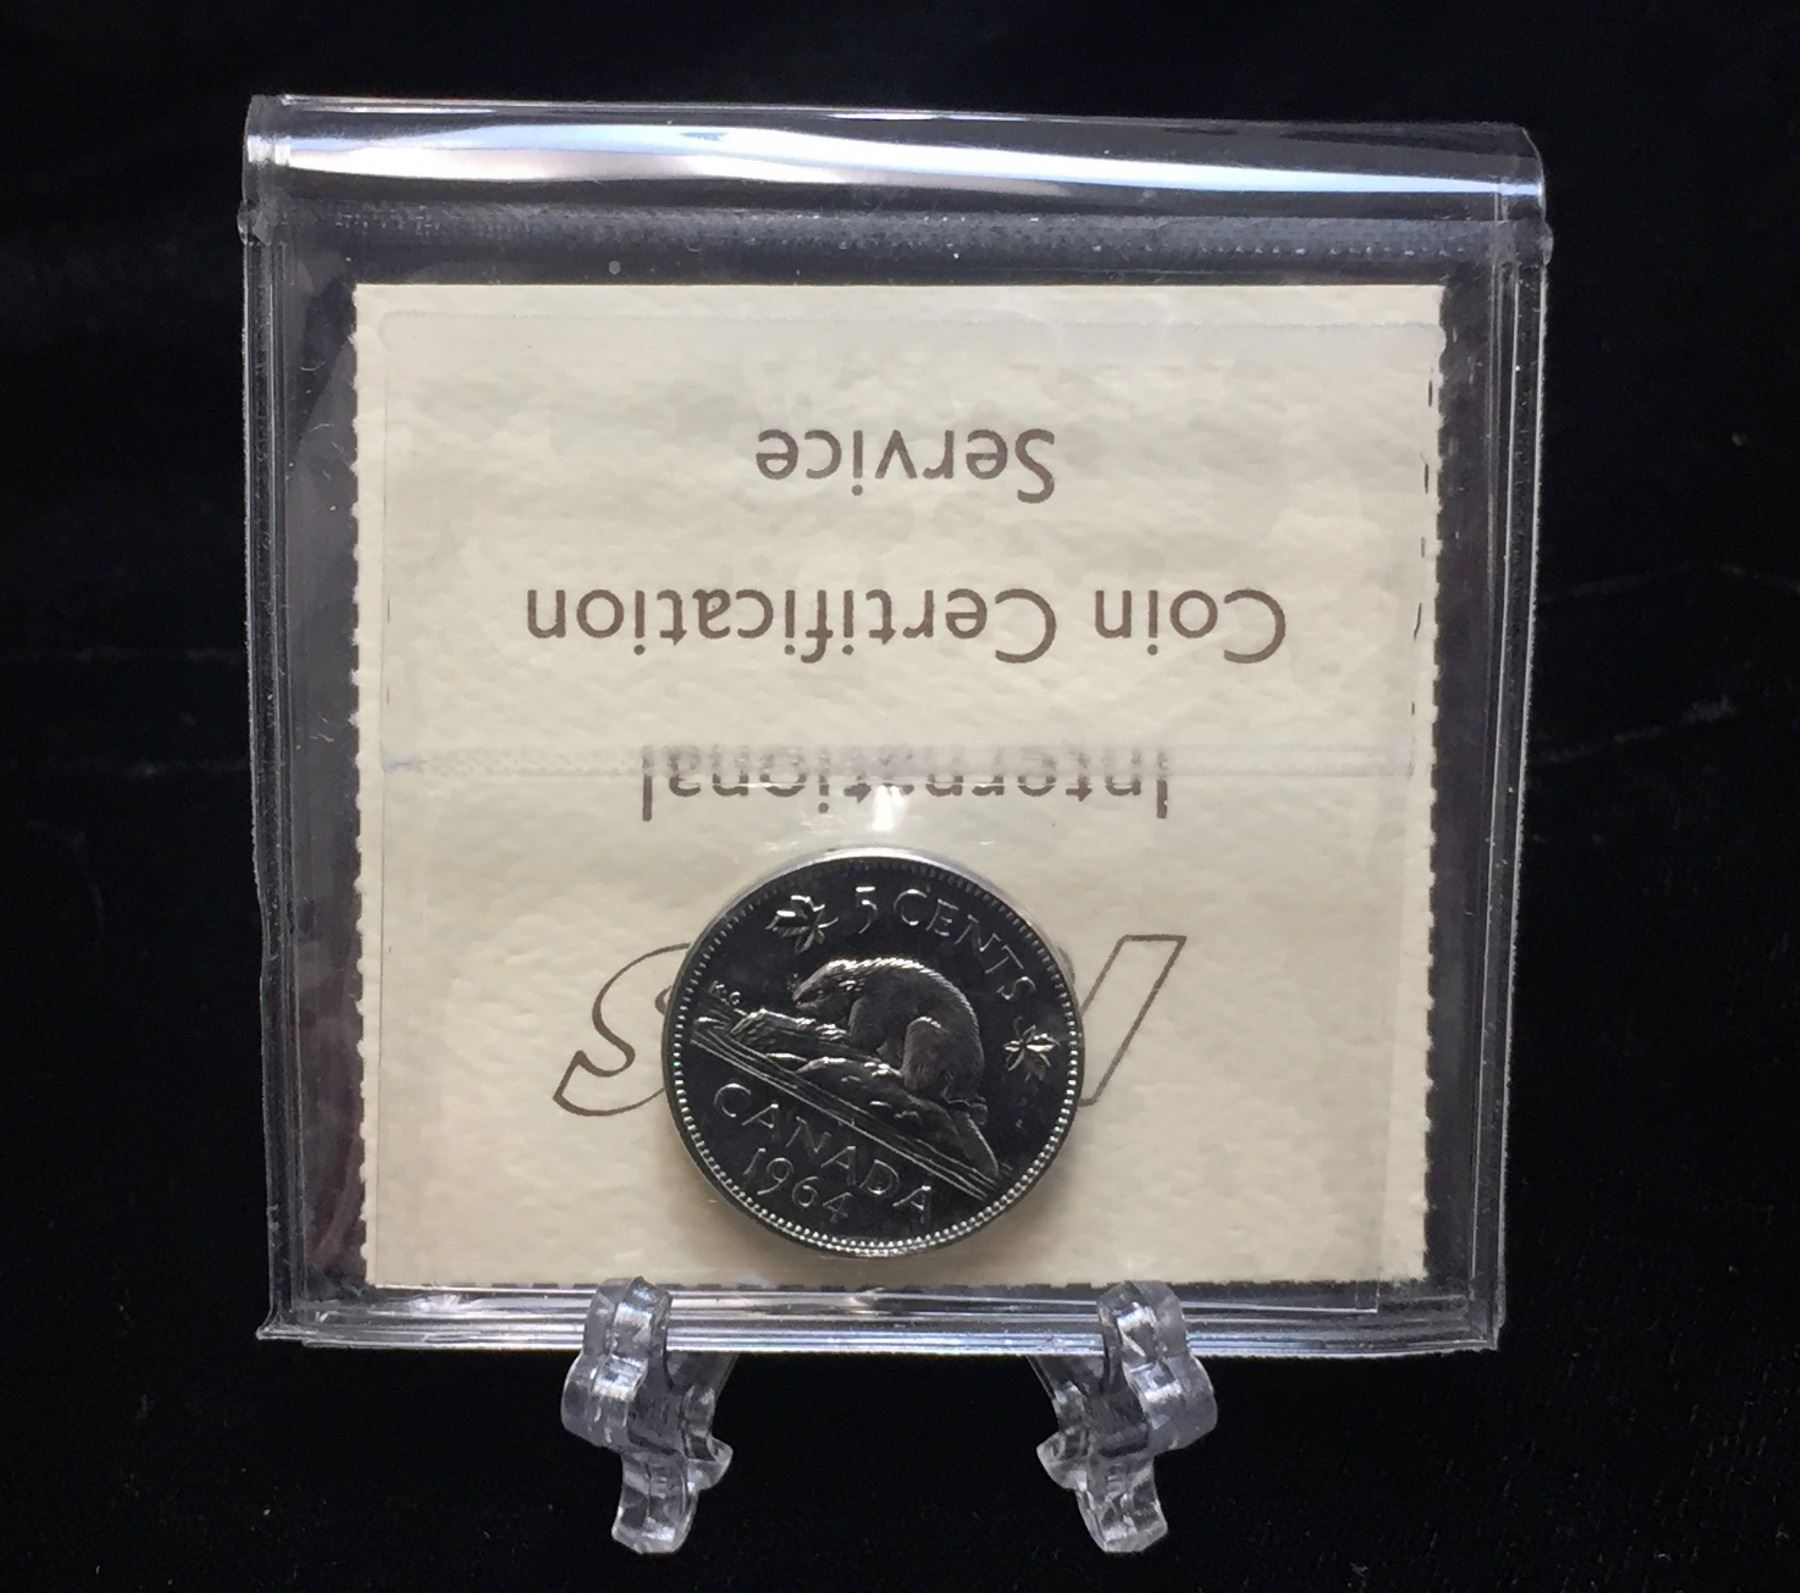 International
Coin Certification
Service
5 CENTS
K.G
CANADA
1964